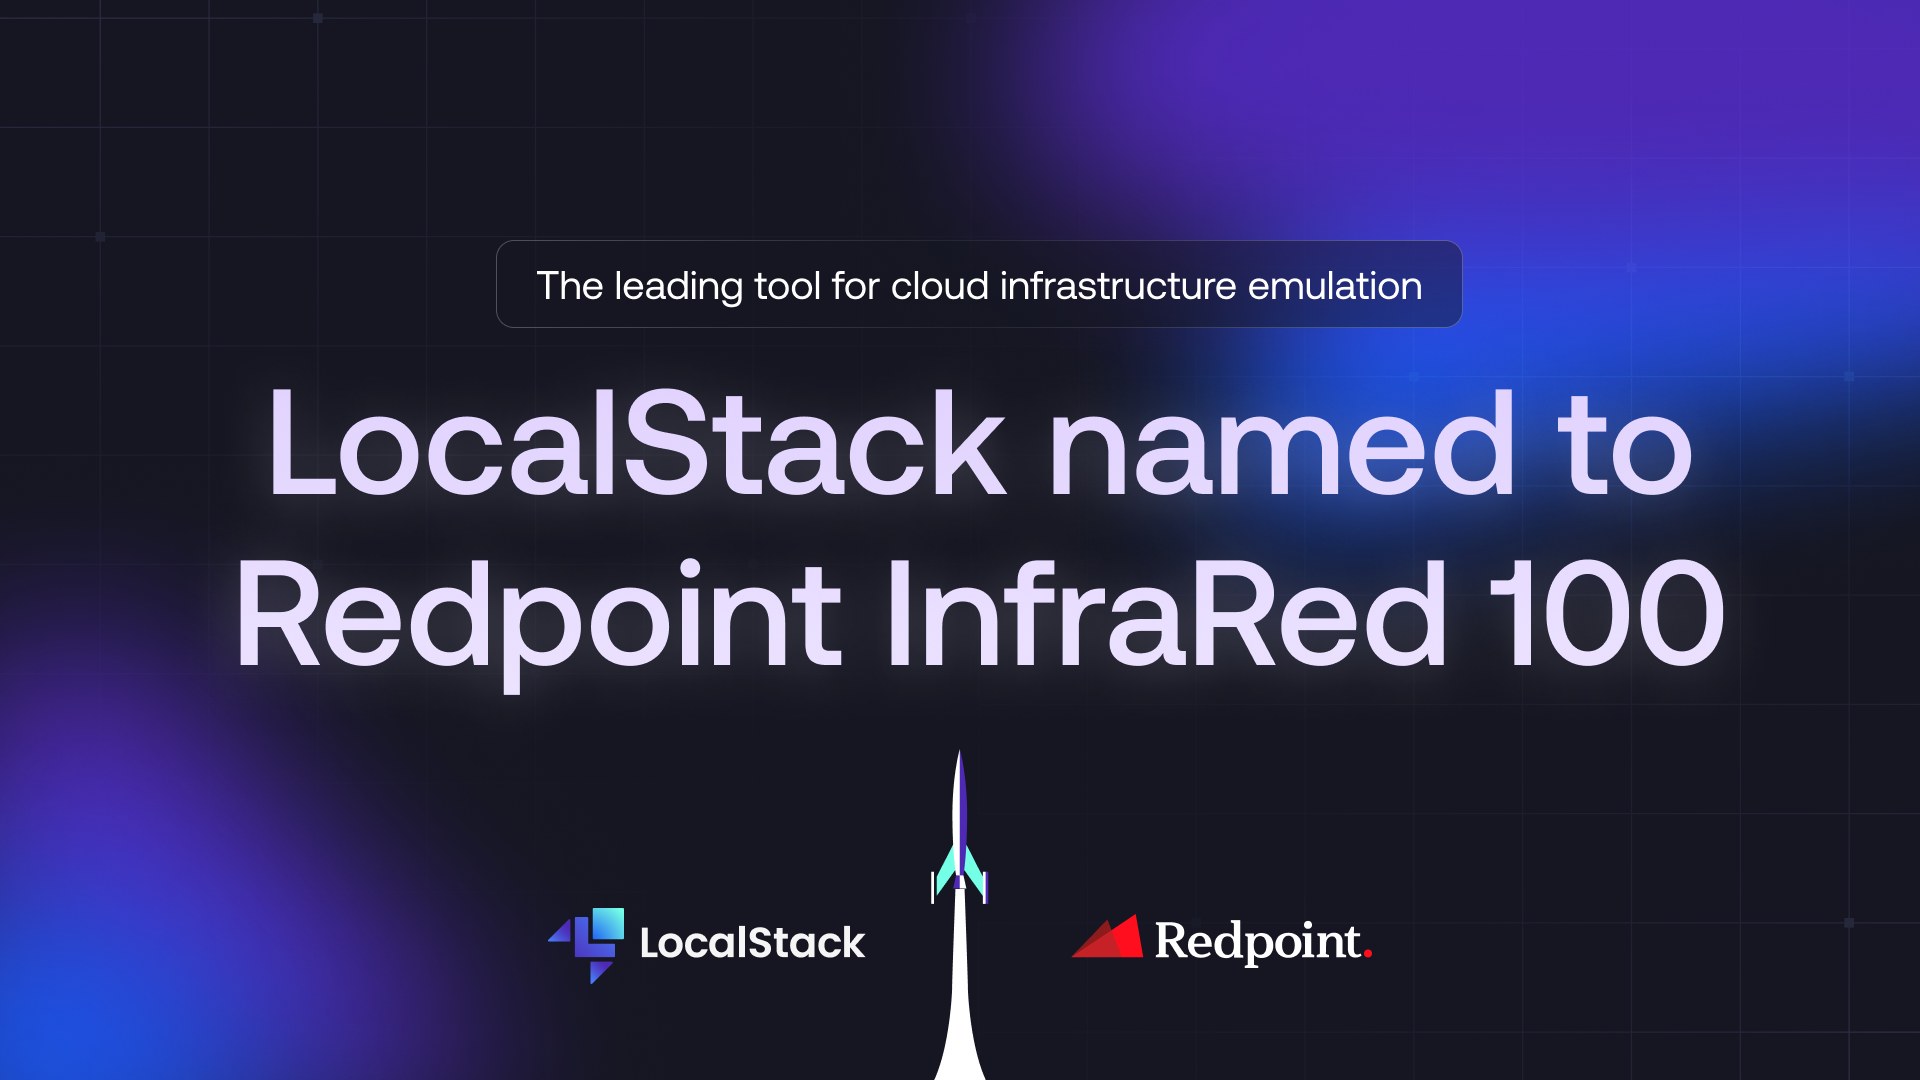 The leading tool for cloud infrastructure emulation
LocalStack named to
Redpoint InfraRed 100
LocalStack
Redpoint.